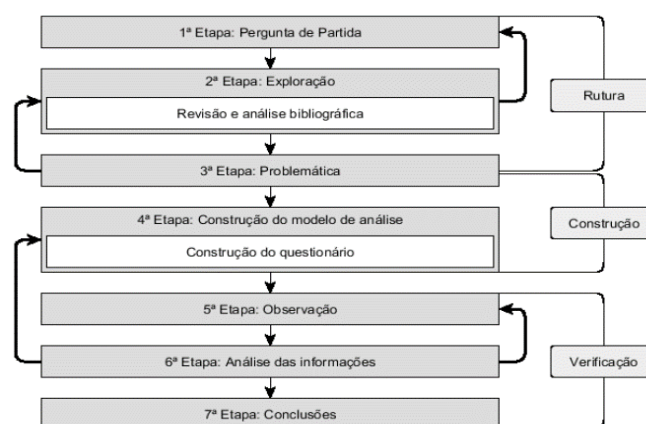 1ª Etapa: Pergunta de Partida
2ª Etapa: Exploração
Revisão e análise bibliográfica
Rutura
3ª Etapa: Problemática
4ª Etapa: Construção do modelo de análise
Construção do questionário
Construção
5ª Etapa: Observação
6ª Etapa: Análise das informações
Verificação
7ª Etapa: Conclusões